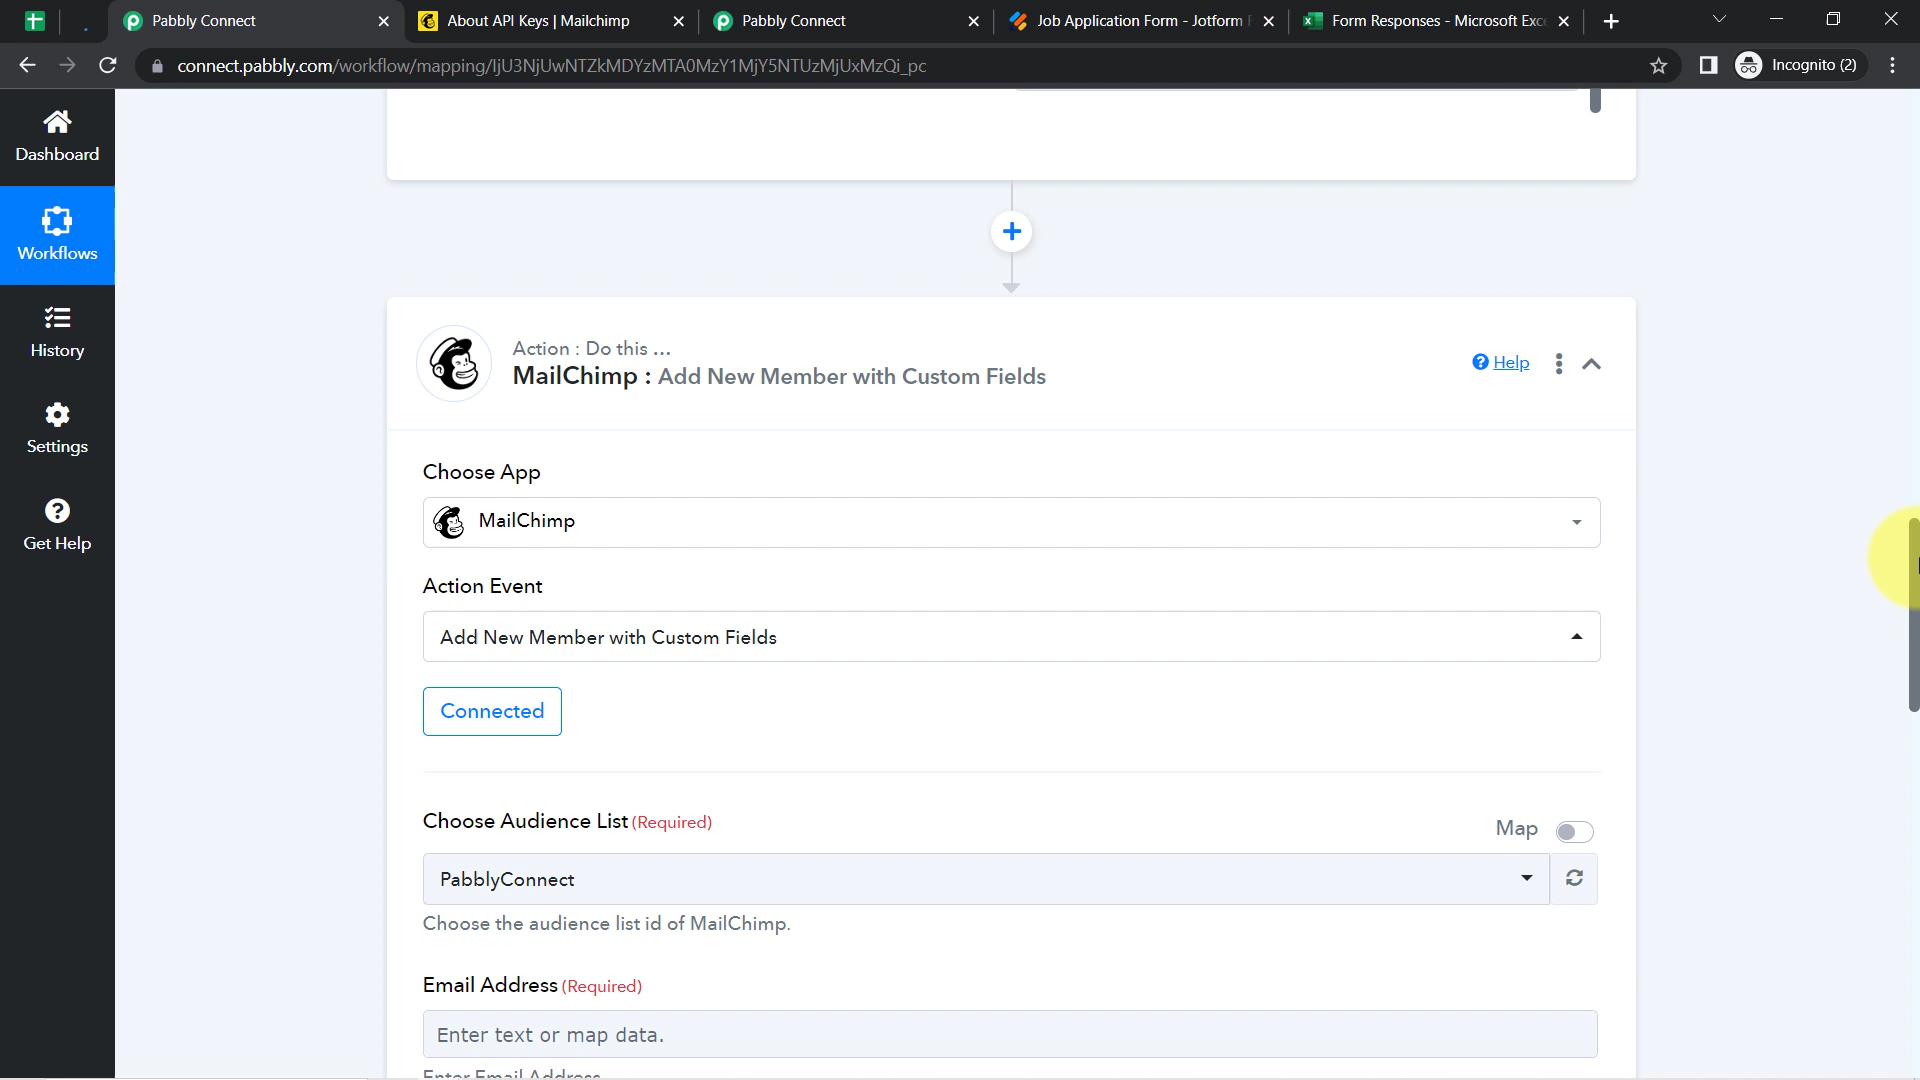 Pabbly Connect
About API Keys | Mailchimp
Pabbly Connect
Job Application Form - Jotform
Form Responses - Microsoft Exc
connect.pabbly.com/workflow/mapping/IjU3NjUwNTZkMDYzMTA0MzY1MjY5NTUzMjUxMzQi_pc
Incognito (2)
Dashboard
Workflows
History
Settings
Get Help
Action : Do this ...
MailChimp : Add New Member with Custom Fields
Help
Choose App
MailChimp
Action Event
Add New Member with Custom Fields
Connected
Choose Audience List (Required)
Map
PabblyConnect
Choose the audience list id of MailChimp.
Email Address (Required)
Enter text or map data.
Enter Email Address